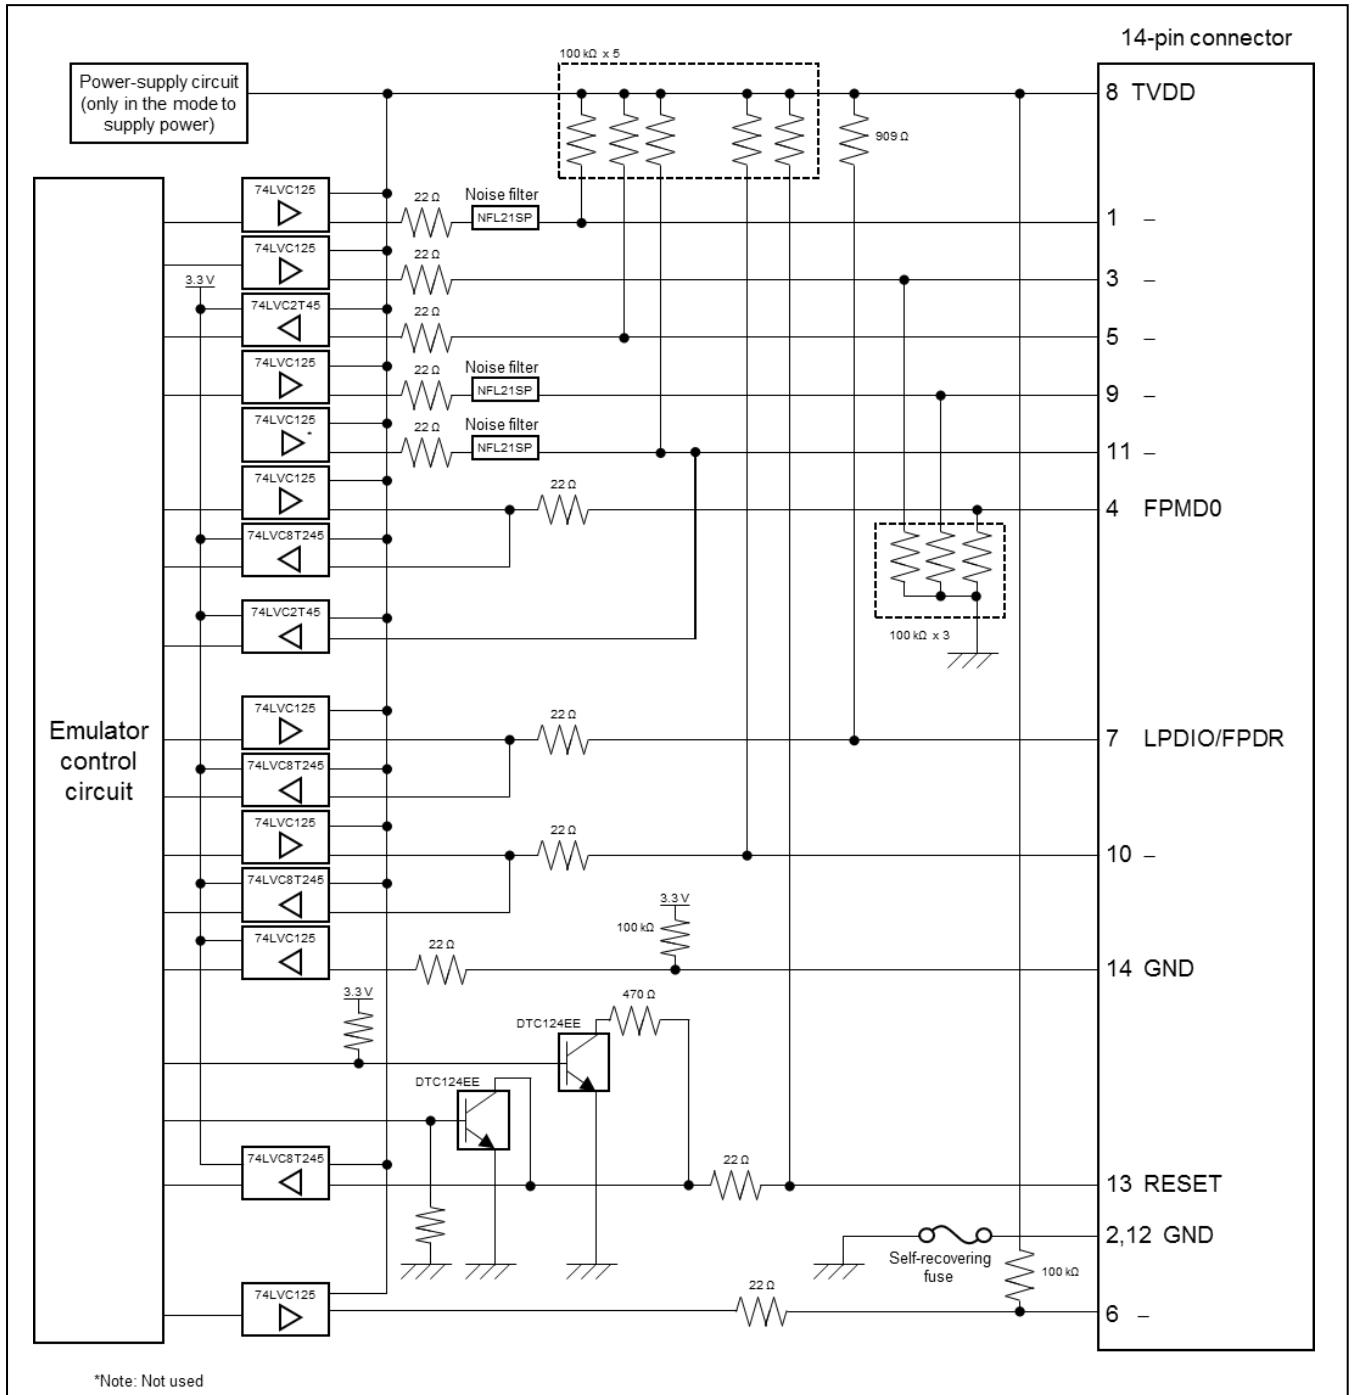 14-pin connector
100 kΩ x 5
Power-supply circuit
(only in the mode to
supply power)
8 TVDD
909 Ω
74LVC125
22 Ω
Noise filter
NFL21SP
1 –
74LVC125
22 Ω
3 –
3.3 V
74LVC2T45
22 Ω
5 –
74LVC125
22 Ω
Noise filter
NFL21SP
9 –
74LVC125
*
22 Ω
Noise filter
NFL21SP
11 –
74LVC125
22 Ω
4 FPMD0
74LVC8T245
74LVC2T45
100 kΩ x 3
Emulator
control
circuit
74LVC125
22 Ω
7 LPDIO/FPDR
74LVC8T245
74LVC125
22 Ω
10 –
74LVC8T245
3.3 V
100 kΩ
74LVC125
22 Ω
14 GND
3.3 V
470 Ω
DTC124EE
DTC124EE
74LVC8T245
22 Ω
13 RESET
2,12 GND
Self-recovering
fuse
100 kΩ
74LVC125
22 Ω
6 –
*Note: Not used